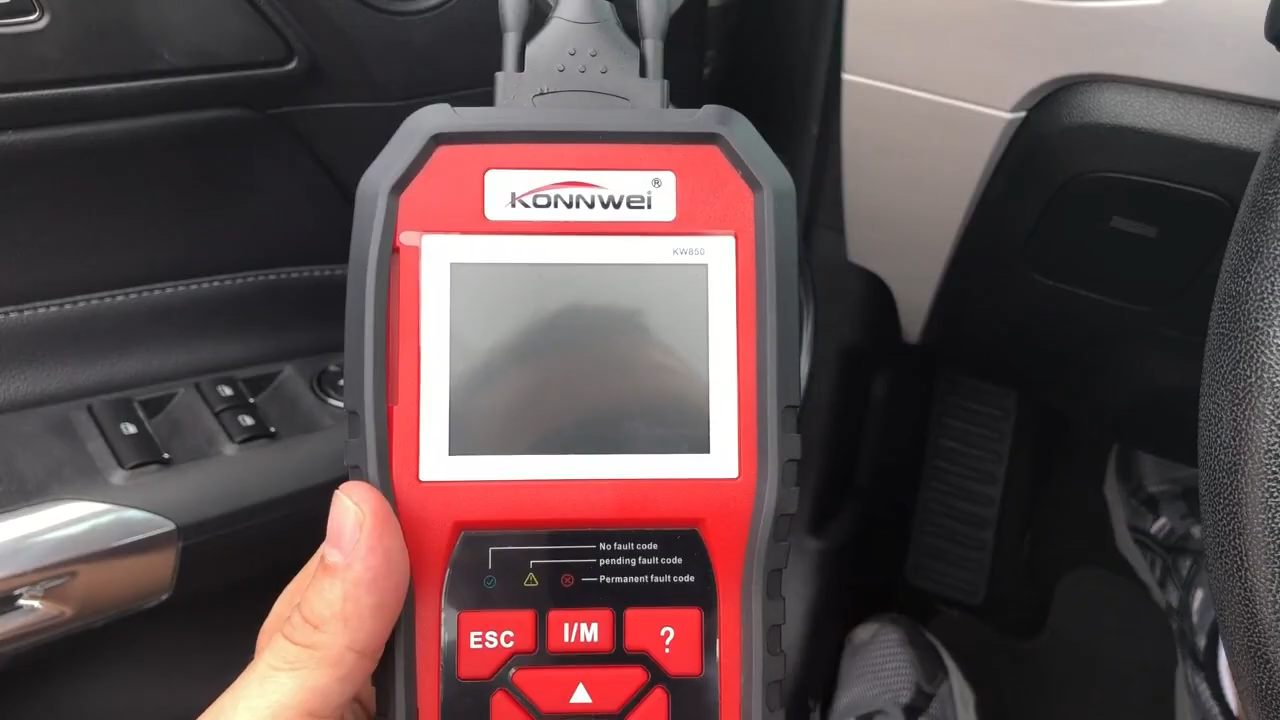 KONNWEI®
KW850
No fault code
pending fault code
Permanent fault code
ESC
I/M
?